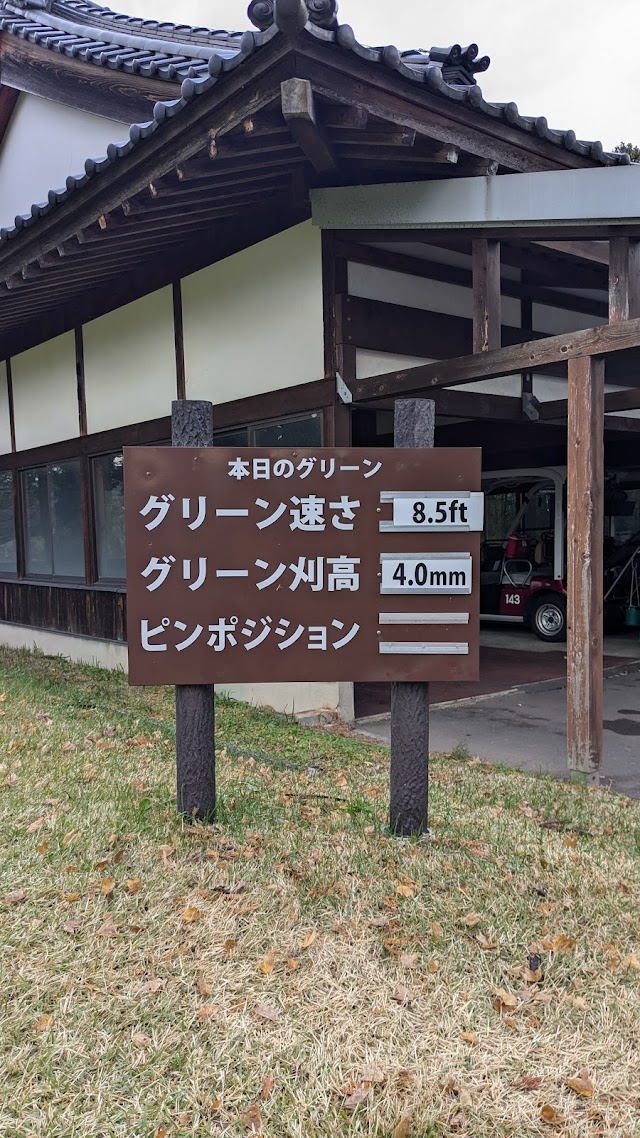 本日のグリーン
グリーン速さ 8.5ft
グリーン刈高 4.0mm
ピンポジション
143